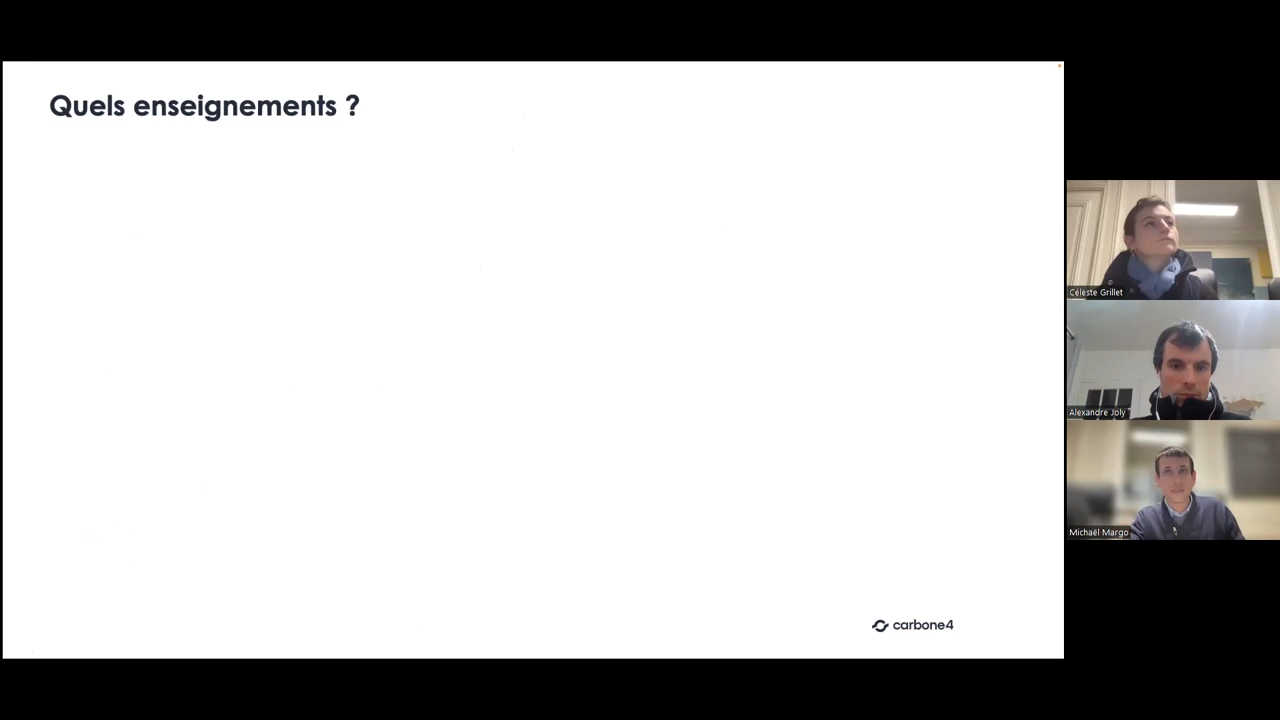 Quels enseignements ?
Céleste Grillet
Alexandre Joly
Michaël Margo
carbone4